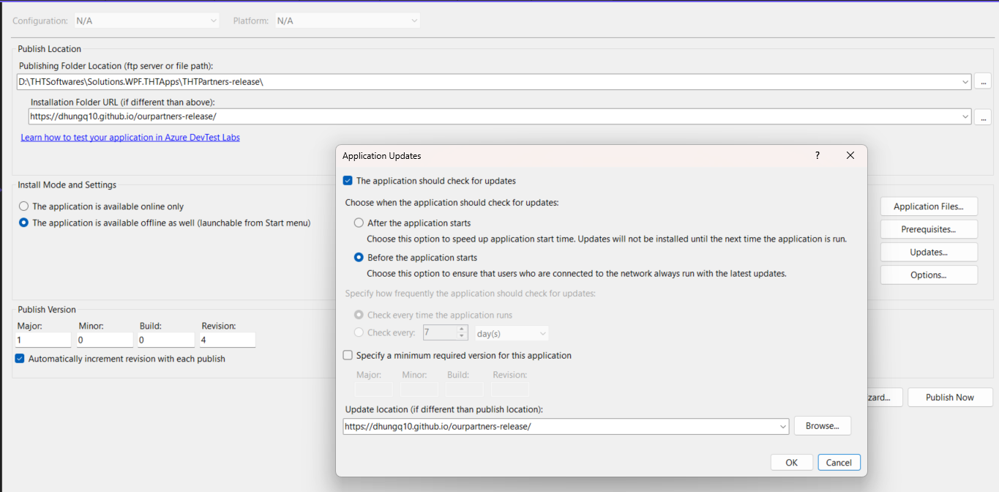 Configuration: N/A Platform: N/A
Publish Location
Publishing Folder Location (ftp server or file path):
D:\THTSoftwares\Solutions.WPF.THTApps\THTPartners-release\ ...
Installation Folder URL (if different than above):
https://dhungq10.github.io/ourpartners-release/ ...
Learn how to test your application in Azure DevTest Labs
Install Mode and Settings
The application is available online only
The application is available offline as well (launchable from Start menu)
Application Files...
Prerequisites...
Updates...
Options...
Publish Version
Major: Minor: Build: Revision:
1 0 0 4
Automatically increment revision with each publish
zard... Publish Now
Application Updates ?
The application should check for updates
Choose when the application should check for updates:
After the application starts
Choose this option to speed up application start time. Updates will not be installed until the next time the application is run.
Before the application starts
Choose this option to ensure that users who are connected to the network always run with the latest updates.
Specify how frequently the application should check for updates:
Check every time the application runs
Check every: 7 day(s)
Specify a minimum required version for this application
Major: Minor: Build: Revision:
Update location (if different than publish location):
https://dhungq10.github.io/ourpartners-release/ Browse...
OK Cancel